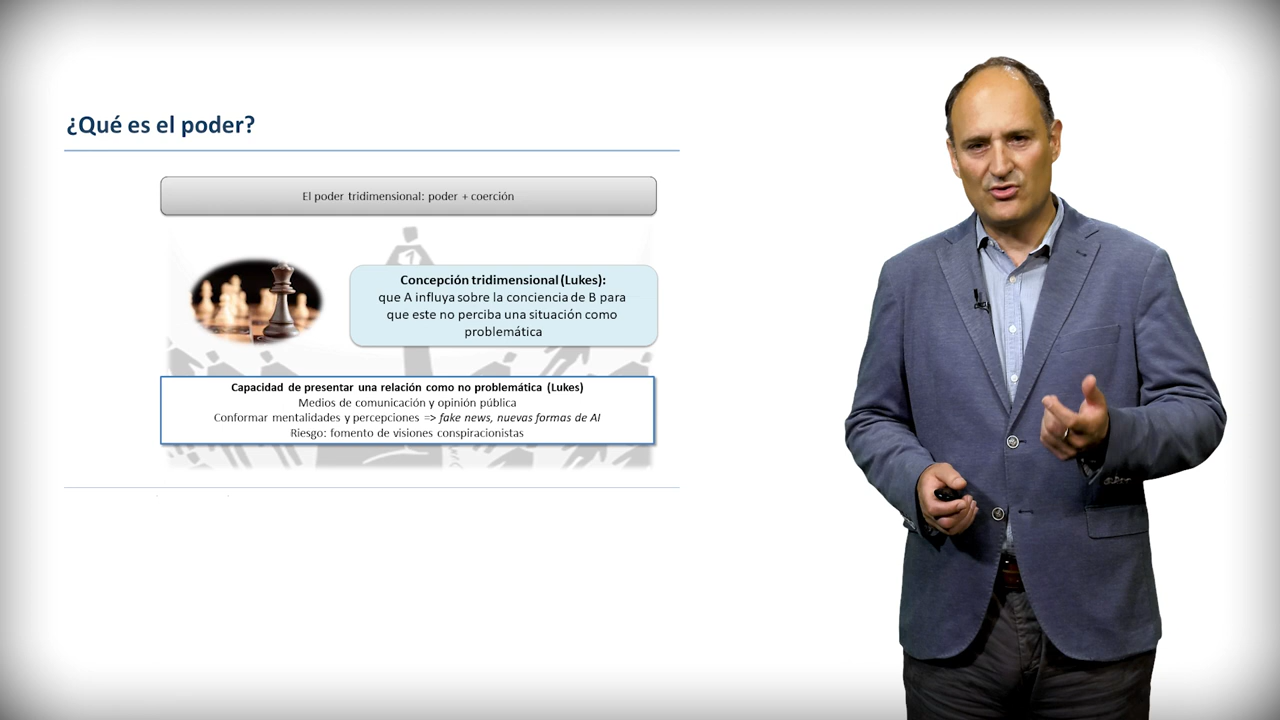 ¿Qué es el poder?
El poder tridimensional: poder + coerción
Concepción tridimensional (Lukes):
que A influya sobre la conciencia de B para
que este no perciba una situación como
problemática
Capacidad de presentar una relación como no problemática (Lukes)
Medios de comunicación y opinión pública
Conformar mentalidades y percepciones => fake news, nuevas formas de AI
Riesgo: fomento de visiones conspiracionistas